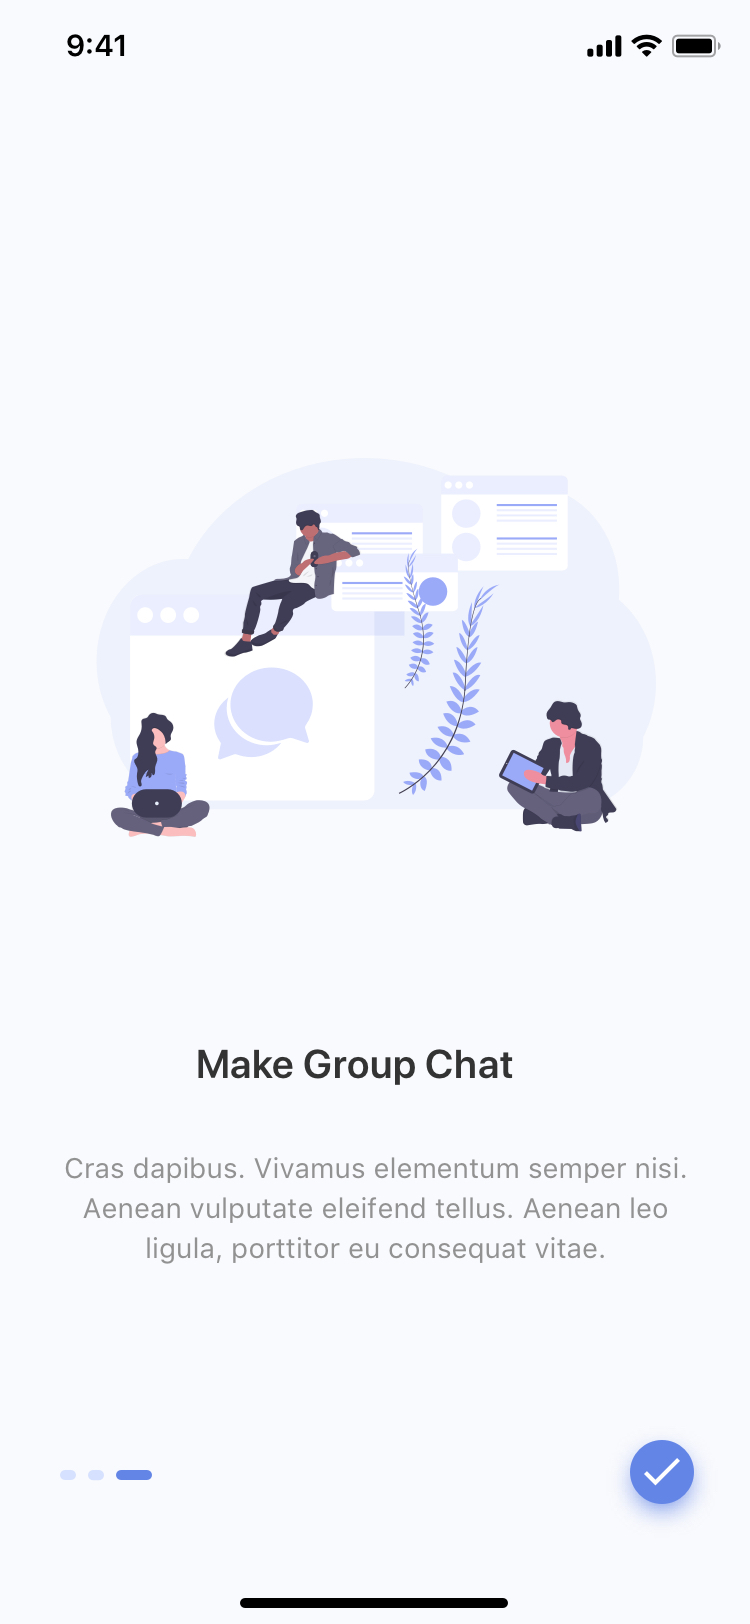 9:41
Make Group Chat
Cras dapibus. Vivamus elementum semper nisi.
Aenean vulputate eleifend tellus. Aenean leo
ligula, porttitor eu consequat vitae.